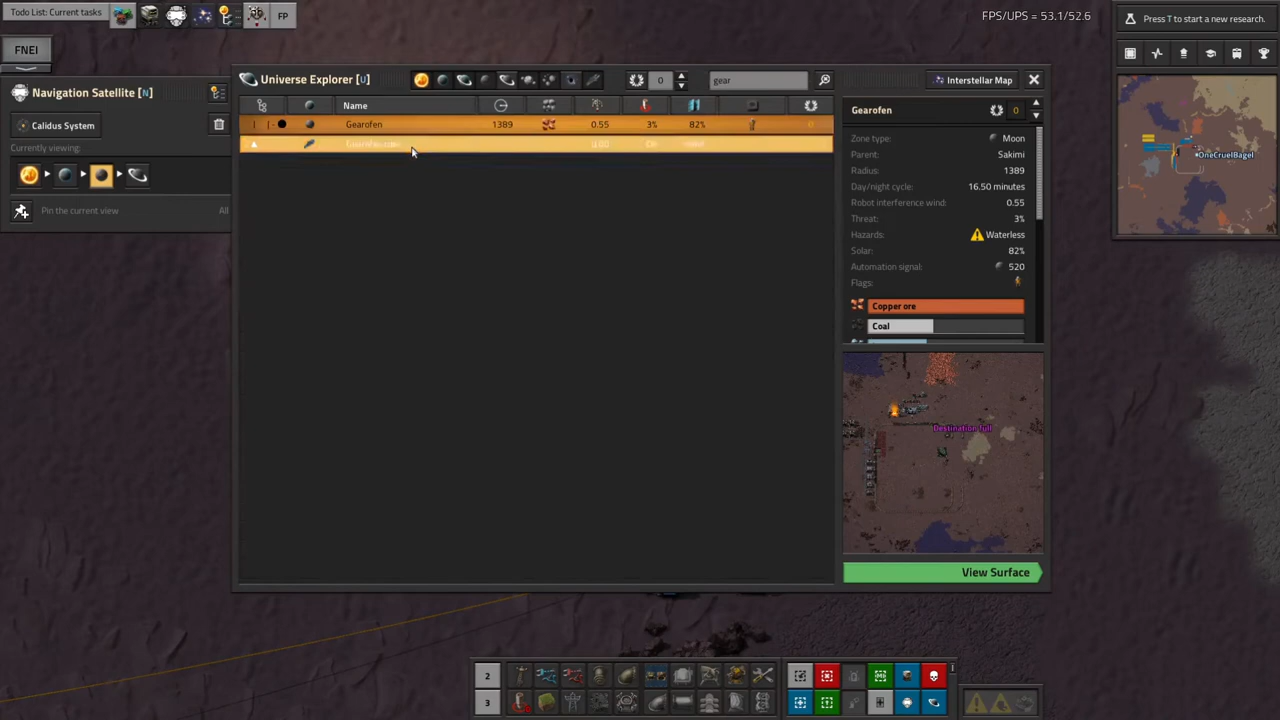 Todo List: Current tasks
FP
FPS/UPS = 53.1/52.6
Press T to start a new research.
FNEI
Navigation Satellite [N]
Calidus System
Currently viewing:
Pin the current view
All
Universe Explorer [U]
0
gear
Interstellar Map
Name
Gearofen 1389 0.55 3% 82% 0
Gearofen
0
Zone type: Moon
Parent: Sakimi
Radius: 1389
Day/night cycle: 16.50 minutes
Robot interference wind: 0.55
Threat: 3%
Hazards: Waterless
Solar: 82%
Automation signal: 520
Flags:
Copper ore
Coal
Destination full
View Surface
OneCruelBagel
2
3